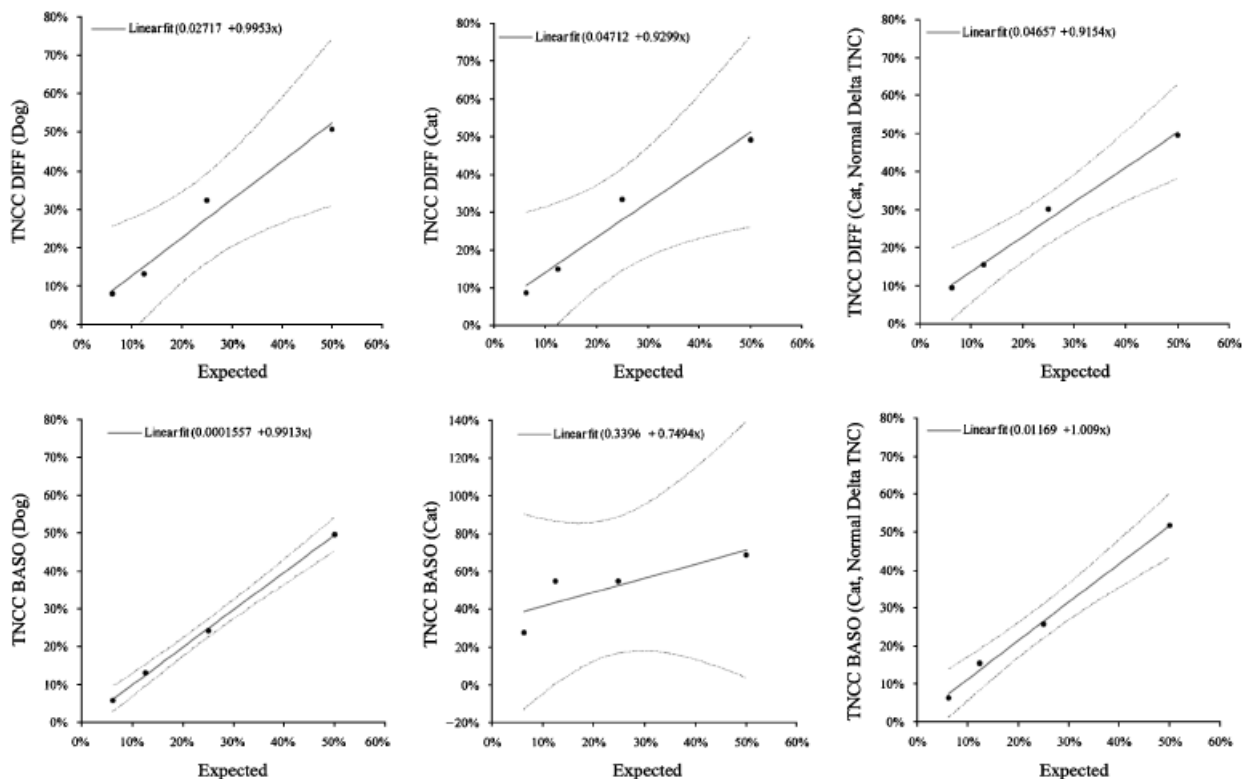 80%
70%
60%
50%
40%
30%
20%
10%
0%
TNCC DIFF (Dog)
Linear fit (0.02717 +0.9953x)
0% 10% 20% 30% 40% 50% 60%
Expected
80%
70%
60%
50%
40%
30%
20%
10%
0%
TNCC DIFF (Cat)
Linear fit (0.04712 +0.9299x)
0% 10% 20% 30% 40% 50% 60%
Expected
80%
70%
60%
50%
40%
30%
20%
10%
0%
TNCC DIFF (Cat, Normal Delta TNC)
Linear fit (0.04657 +0.9154x)
0% 10% 20% 30% 40% 50% 60%
Expected
80%
70%
60%
50%
40%
30%
20%
10%
0%
TNCC BASO (Dog)
Linear fit (0.0001557 +0.9913x)
0% 10% 20% 30% 40% 50% 60%
Expected
140%
120%
100%
80%
60%
40%
20%
0%
−20%
TNCC BASO (Cat)
Linear fit (0.3396 + 0.7494x)
0% 10% 20% 30% 40% 50% 60%
Expected
80%
70%
60%
50%
40%
30%
20%
10%
0%
TNCC BASO (Cat, Normal Delta TNC)
Linear fit (0.01169 +1.009x)
0% 10% 20% 30% 40% 50% 60%
Expected